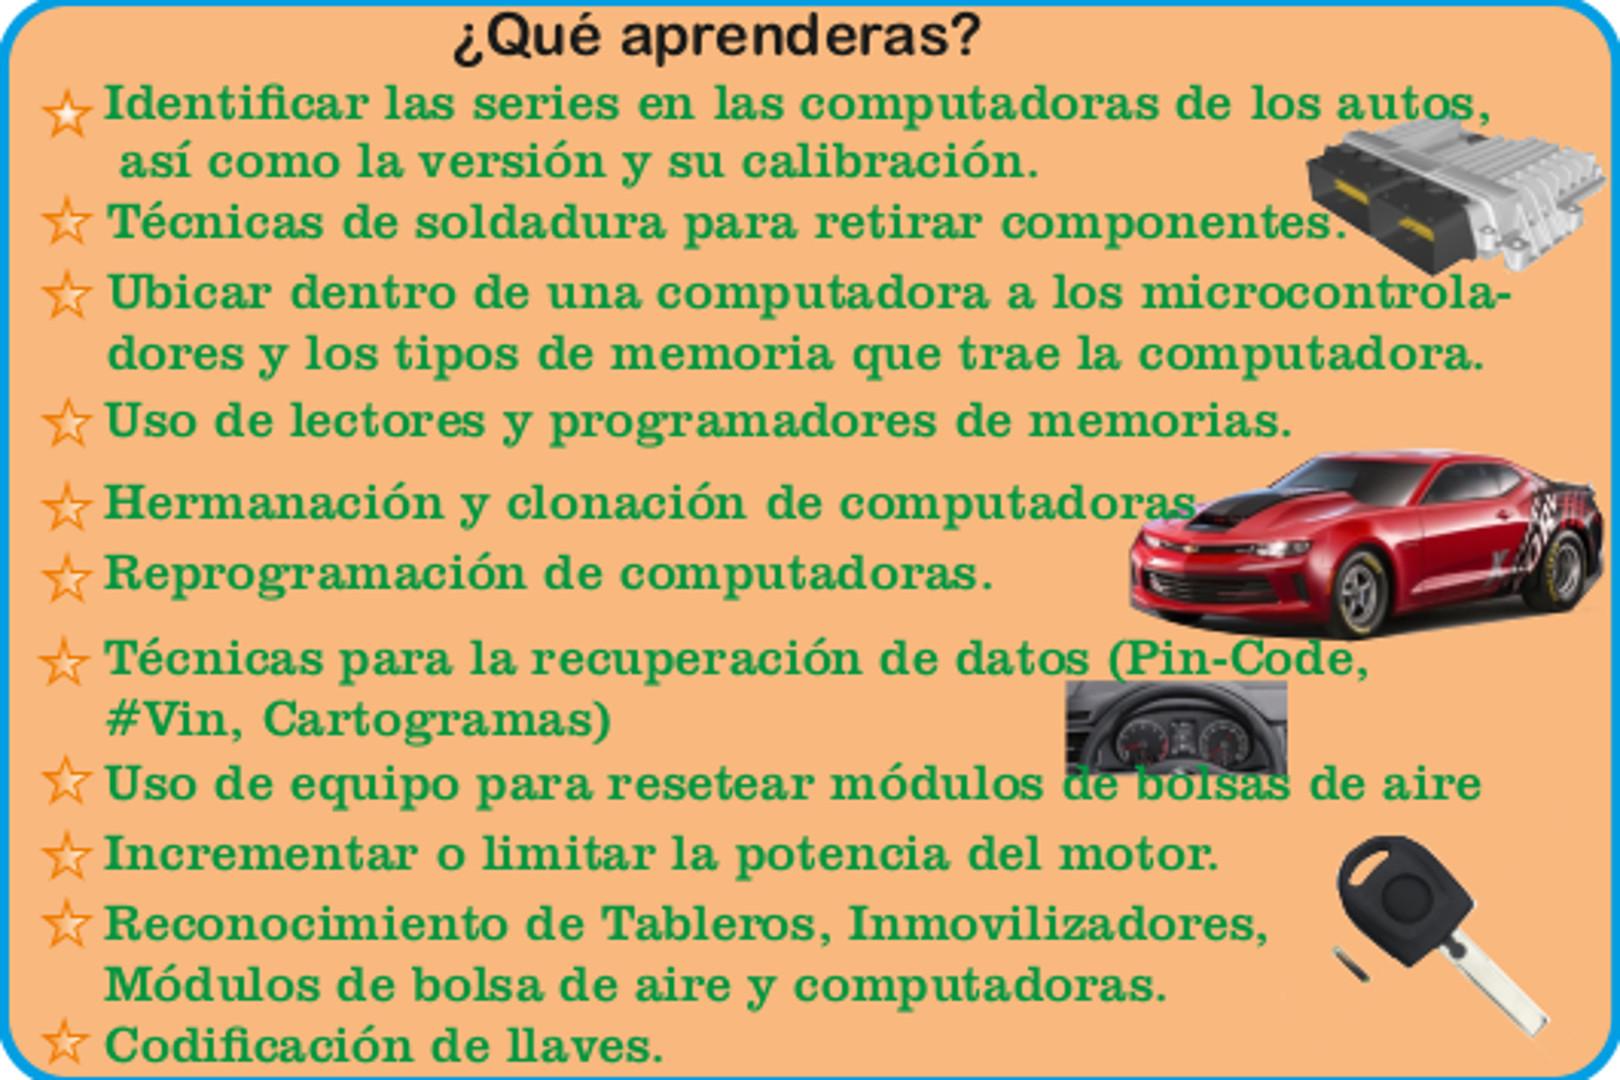 ¿Qué aprenderas?
Identificar las series en las computadoras de los autos,
así como la versión y su calibración.
Técnicas de soldadura para retirar componentes.
Ubicar dentro de una computadora a los microcontrola-
dores y los tipos de memoria que trae la computadora.
Uso de lectores y programadores de memorias.
Hermanación y clonación de computadoras
Reprogramación de computadoras.
Técnicas para la recuperación de datos (Pin-Code,
#Vin, Cartogramas)
Uso de equipo para resetear módulos de bolsas de aire
Incrementar o limitar la potencia del motor.
Reconocimiento de Tableros, Inmovilizadores,
Módulos de bolsa de aire y computadoras.
Codificación de llaves.